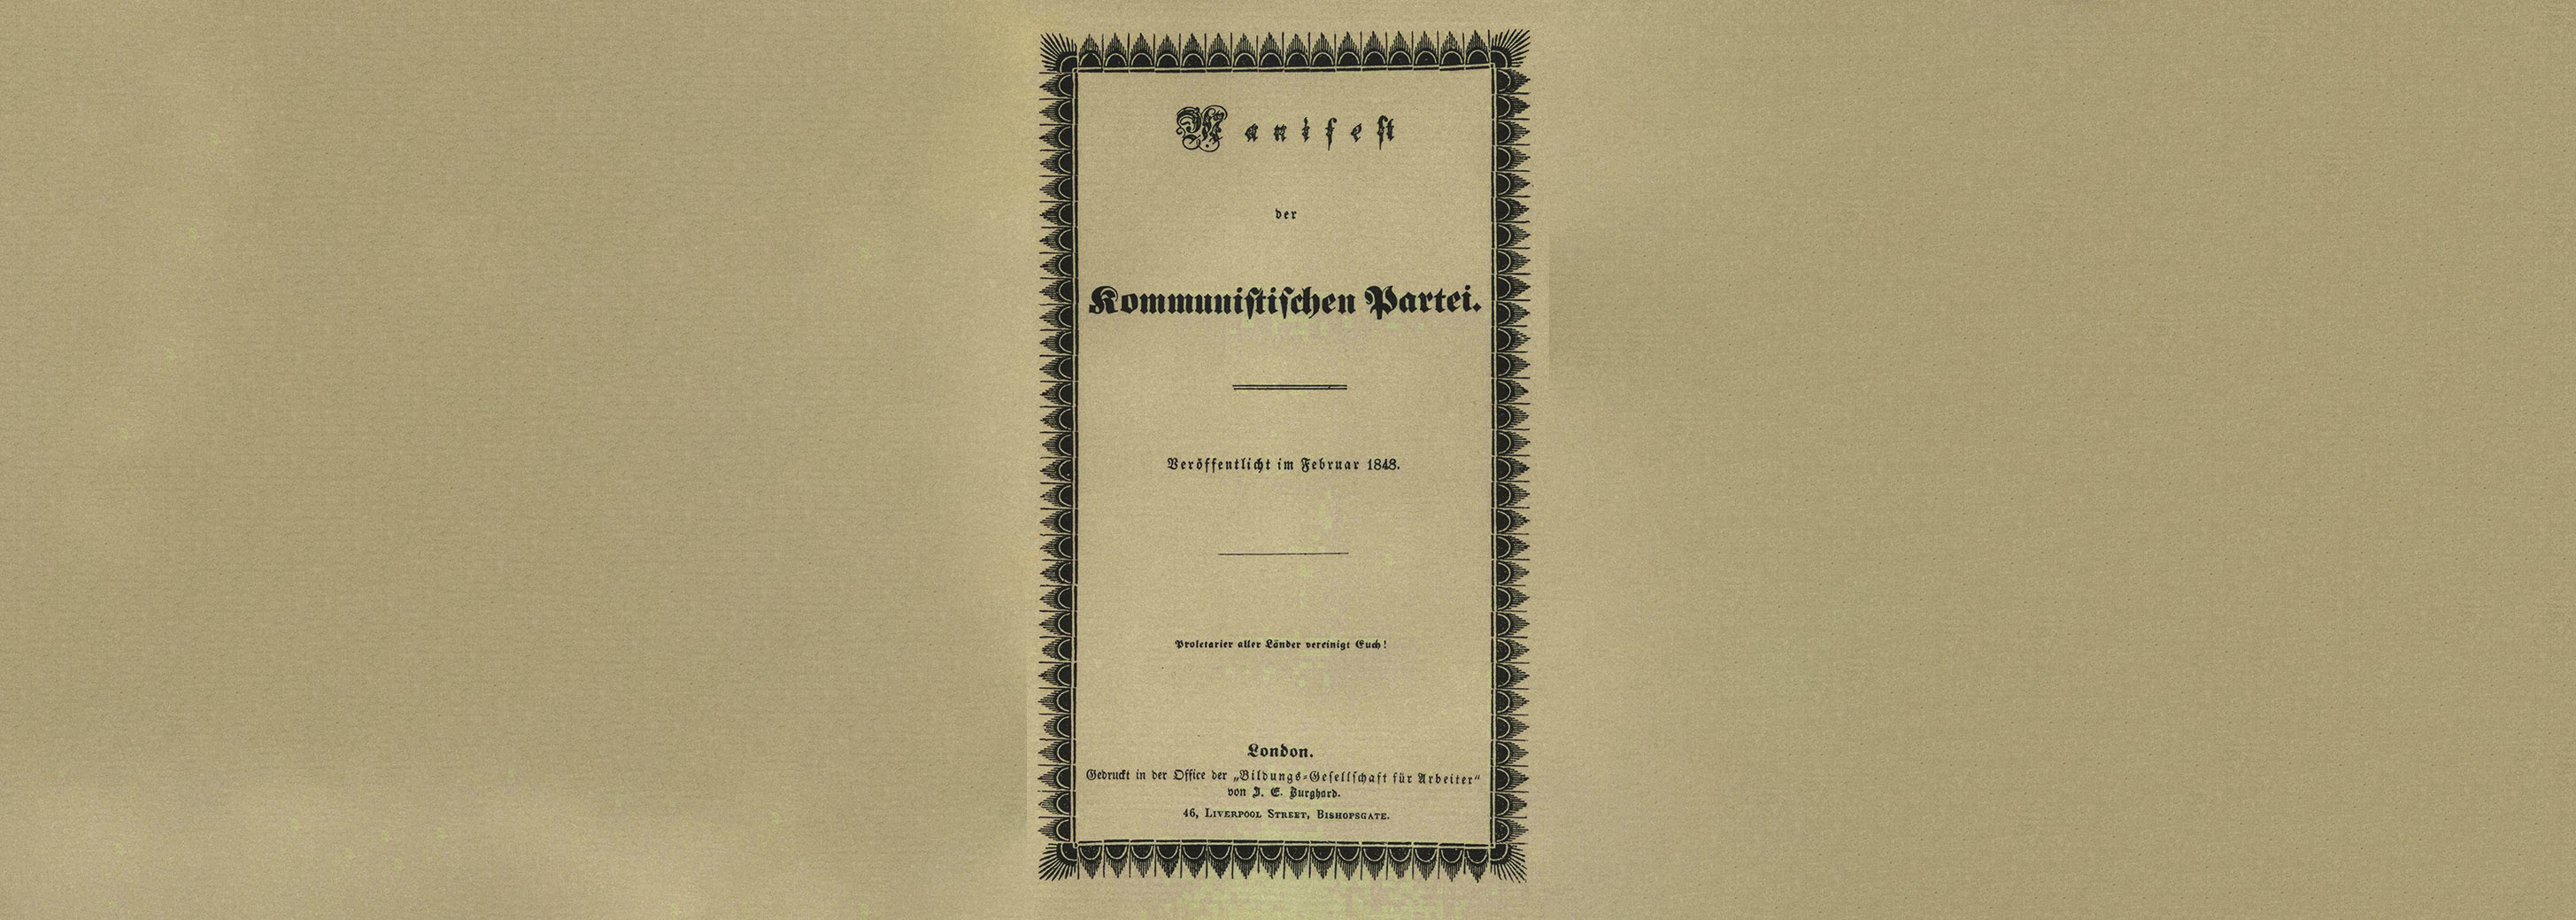 Manifest
der
Kommunistischen Partei.
Veröffentlicht im Februar 1848.
Proletarier aller Länder vereinigt Euch!
London.
Gedruckt in der Office der „Bildungs-Gesellschaft für Arbeiter“
von J. E. Burghard.
46, LIVERPOOL STREET, BISHOPSGATE.